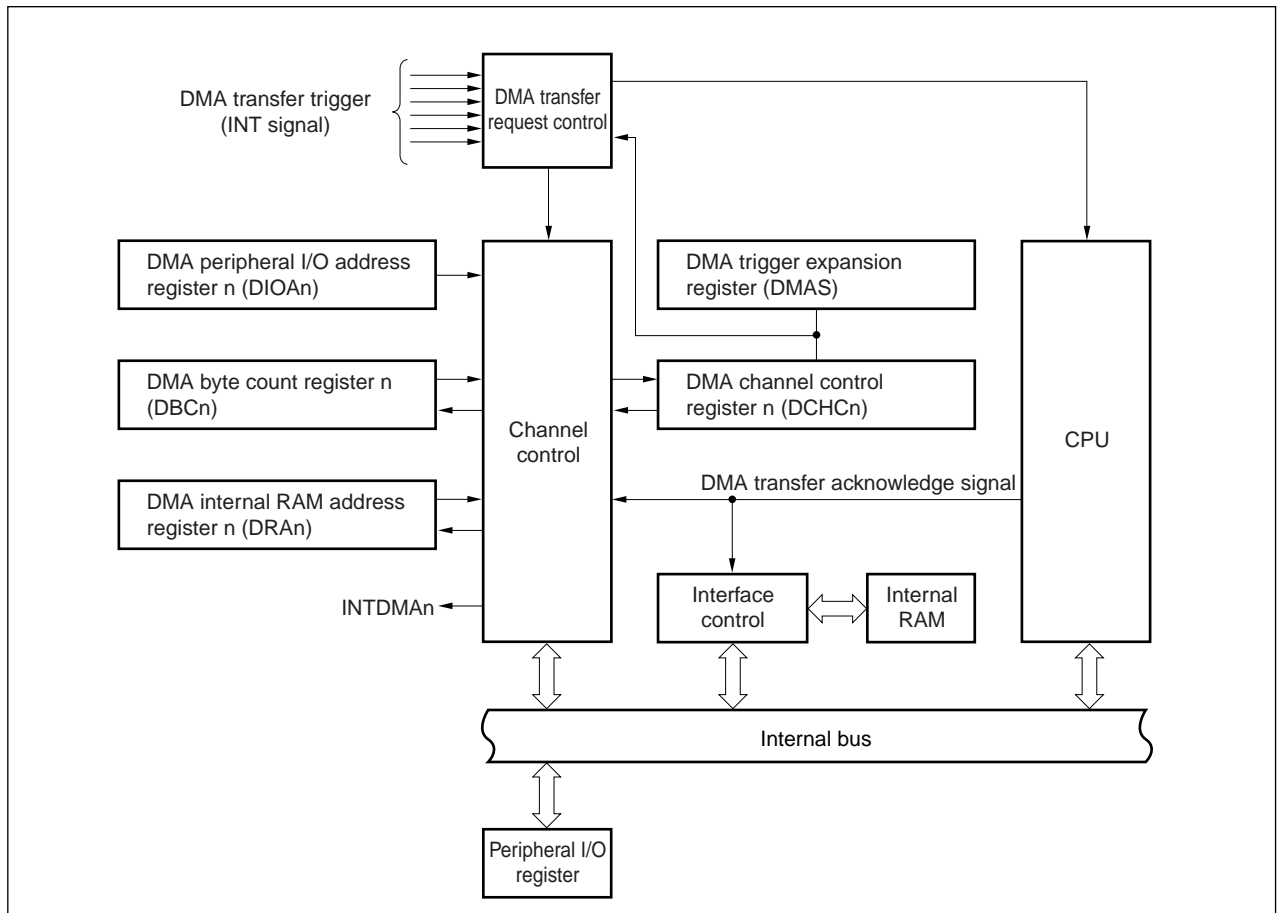 DMA transfer trigger
(INT signal)
DMA transfer
request control
DMA peripheral I/O address
register n (DIOAn)
DMA trigger expansion
register (DMAS)
DMA byte count register n
(DBCn)
DMA channel control
register n (DCHCn)
Channel
control
CPU
DMA internal RAM address
register n (DRAn)
DMA transfer acknowledge signal
INTDMAn
Interface
control
Internal
RAM
Internal bus
Peripheral I/O
register